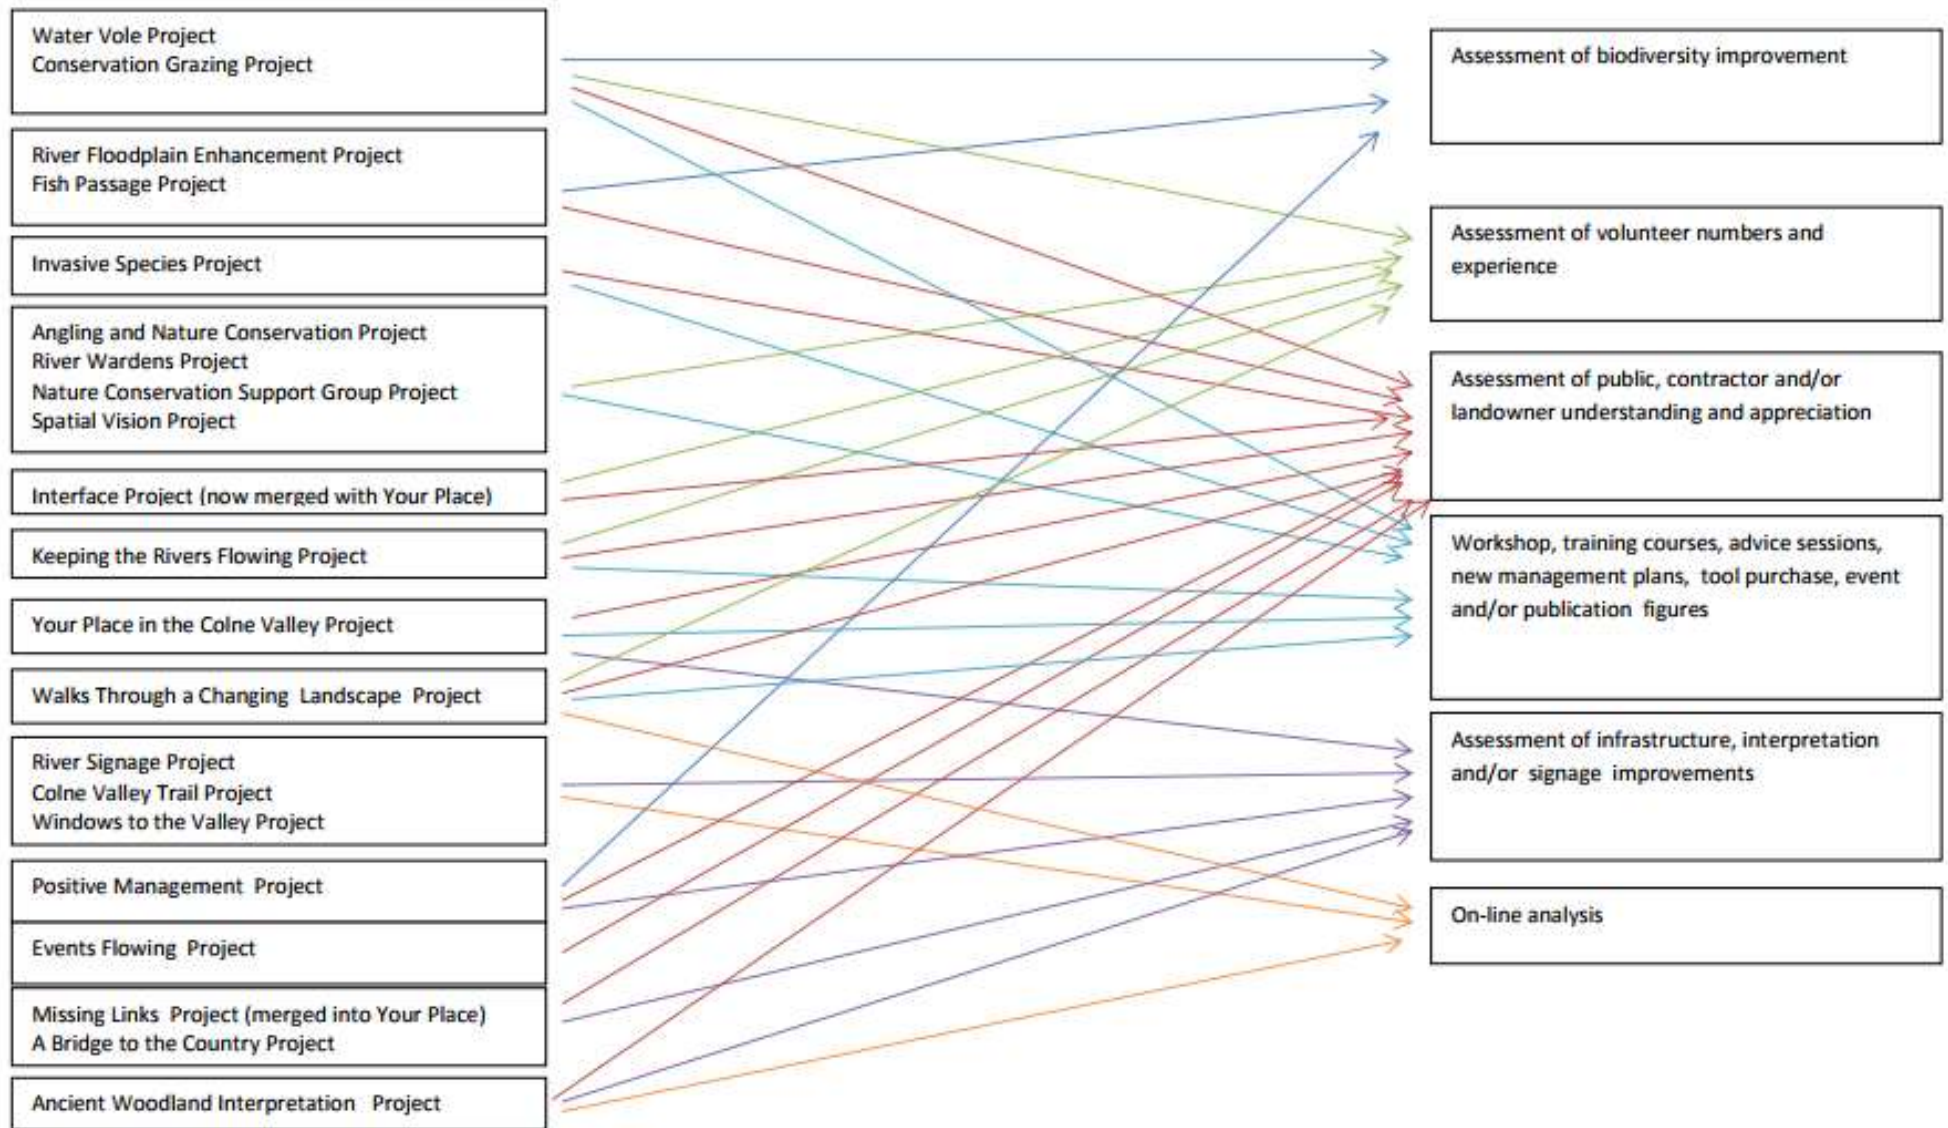 Water Vole Project
Conservation Grazing Project
River Floodplain Enhancement Project
Fish Passage Project
Invasive Species Project
Angling and Nature Conservation Project
River Wardens Project
Nature Conservation Support Group Project
Spatial Vision Project
Interface Project (now merged with Your Place)
Keeping the Rivers Flowing Project
Your Place in the Colne Valley Project
Walks Through a Changing Landscape Project
River Signage Project
Colne Valley Trail Project
Windows to the Valley Project
Positive Management Project
Events Flowing Project
Missing Links Project (merged into Your Place)
A Bridge to the Country Project
Ancient Woodland Interpretation Project
Assessment of biodiversity improvement
Assessment of volunteer numbers and
experience
Assessment of public, contractor and/or
landowner understanding and appreciation
Workshop, training courses, advice sessions,
new management plans, tool purchase, event
and/or publication figures
Assessment of infrastructure, interpretation
and/or signage improvements
On-line analysis